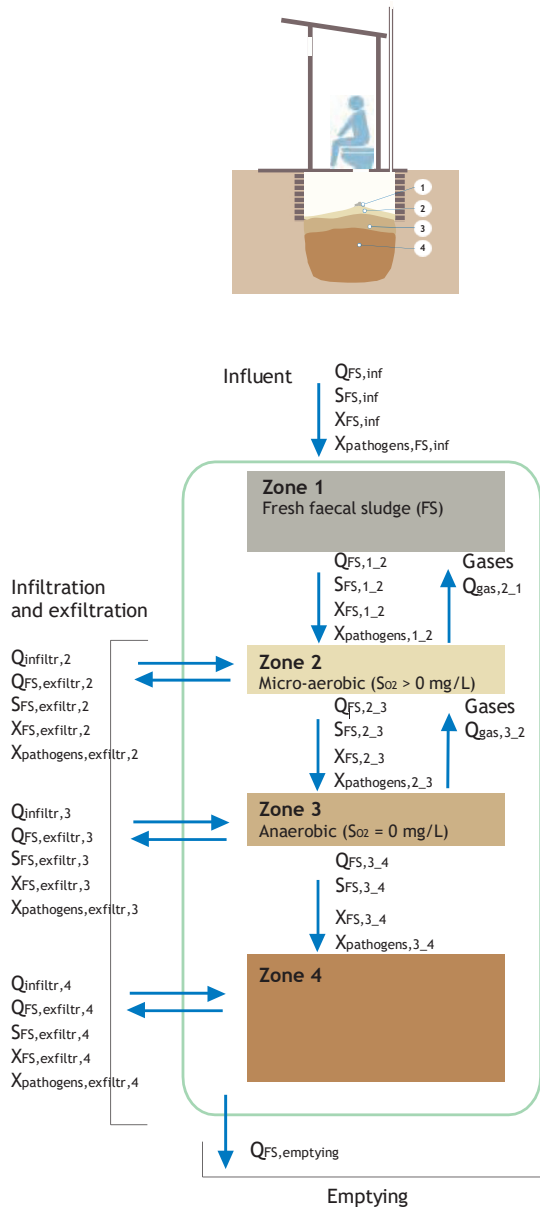 1
2
3
4
Influent
QFS,inf
SFS,inf
XFS,inf
Xpathogens,FS,inf
Zone 1
Fresh faecal sludge (FS)
QFS,1_2
SFS,1_2
XFS,1_2
Xpathogens,1_2
Gases
Qgas,2_1
Infiltration
and exfiltration
Qinfiltr,2
QFS,exfiltr,2
SFS,exfiltr,2
XFS,exfiltr,2
Xpathogens,exfiltr,2
Zone 2
Micro-aerobic (SO2 > 0 mg/L)
QFS,2_3
SFS,2_3
XFS,2_3
Xpathogens,2_3
Gases
Qgas,3_2
Qinfiltr,3
QFS,exfiltr,3
SFS,exfiltr,3
XFS,exfiltr,3
Xpathogens,exfiltr,3
Zone 3
Anaerobic (SO2 = 0 mg/L)
QFS,3_4
SFS,3_4
XFS,3_4
Xpathogens,3_4
Qinfiltr,4
QFS,exfiltr,4
SFS,exfiltr,4
XFS,exfiltr,4
Xpathogens,exfiltr,4
Zone 4
QFS,emptying
Emptying